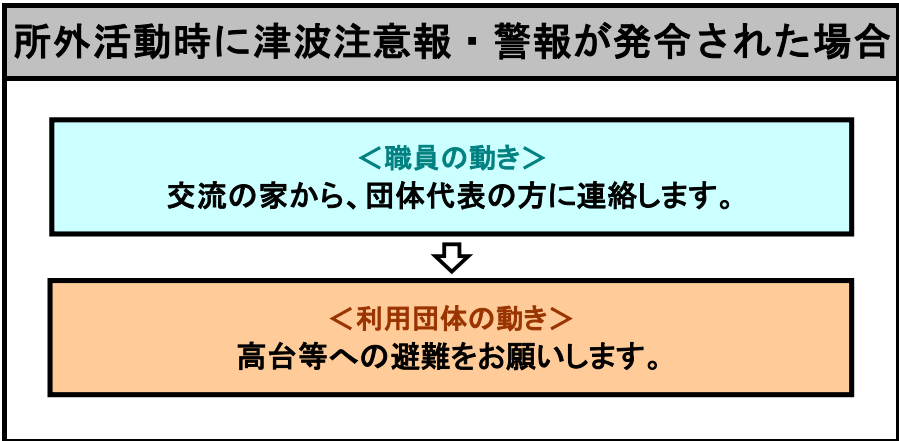 所外活動時に津波注意報・警報が発令された場合
＜職員の動き＞
交流の家から、団体代表の方に連絡します。
＜利用団体の動き＞
高台等への避難をお願いします。